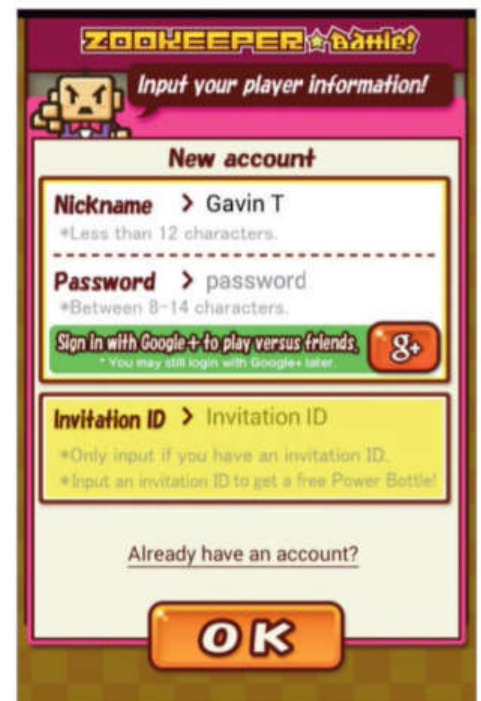 ZOOKEEPER☆Battle!
Input your player information!
New account
Nickname > Gavin T
*Less than 12 characters.
Password > password
*Between 8-14 characters.
Sign in with Google+ to play versus friends.
* You may still login with Google+ later.
g+
Invitation ID > Invitation ID
*Only input if you have an invitation ID.
*Input an invitation ID to get a free Power Bottle!
Already have an account?
OK